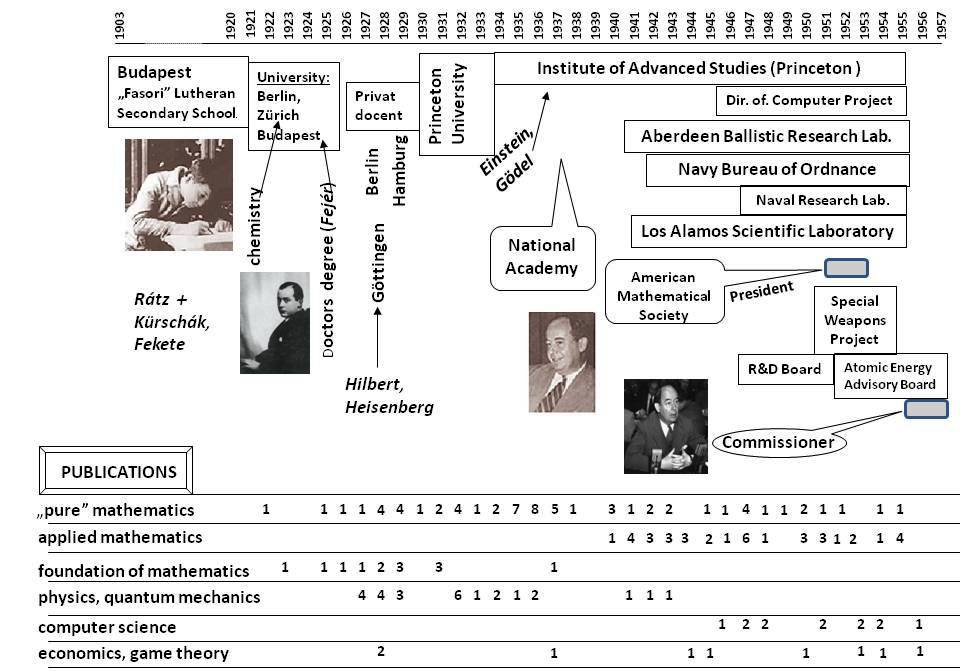 1903 1920 1921 1922 1923 1924 1925 1926 1927 1928 1929 1930 1931 1932 1933 1934 1935 1936 1937 1938 1939 1940 1941 1942 1943 1944 1945 1946 1947 1948 1949 1950 1951 1952 1953 1954 1955 1956 1957
Budapest
„Fasori” Lutheran
Secondary School.
University:
Berlin,
Zürich
Budapest
Privat
docent
Princeton
University
Institute of Advanced Studies (Princeton )
Dir. of. Computer Project
Aberdeen Ballistic Research Lab.
Navy Bureau of Ordnance
Naval Research Lab.
Los Alamos Scientific Laboratory
chemistry
Doctors degree (Fejér)
Berlin
Hamburg
Göttingen
Einstein,
Gödel
National
Academy
American
Mathematical
Society
President
Special
Weapons
Project
R&D Board
Atomic Energy
Advisory Board
Commissioner
Rátz +
Kürschák,
Fekete
Hilbert,
Heisenberg
PUBLICATIONS
„pure” mathematics 1 1 1 1 4 4 1 2 4 1 2 7 8 5 1 3 1 2 2 1 1 4 1 1 2 1 1 1 1
applied mathematics 1 4 3 3 3 2 1 6 1 3 3 1 2 1 4
foundation of mathematics 1 1 1 1 2 3 3 1
physics, quantum mechanics 4 4 3 6 1 2 1 2 1 1 1
computer science 1 2 2 2 2 2 1
economics, game theory 2 1 1 1 1 1 1 1